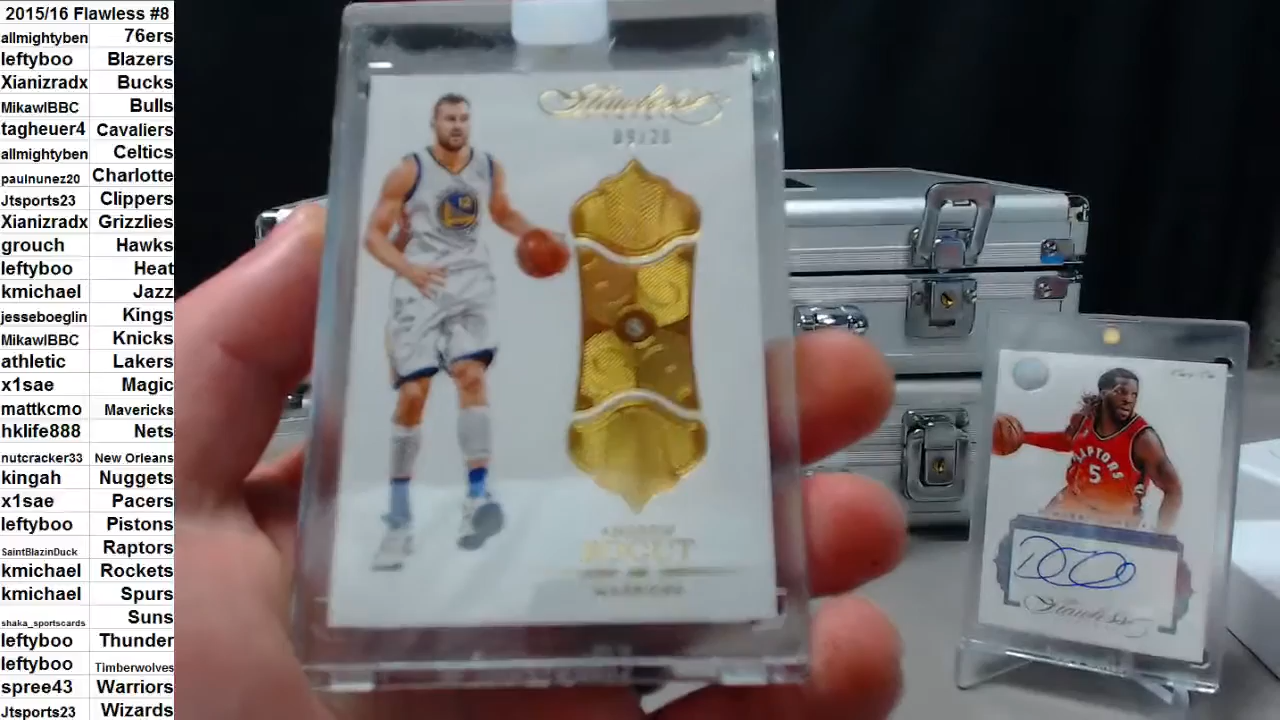 2015/16 Flawless #8
allmightyben 76ers
leftyboo Blazers
Xianizradx Bucks
MikawlBBC Bulls
tagheuer4 Cavaliers
allmightyben Celtics
paulnunez20 Charlotte
Jtsports23 Clippers
Xianizradx Grizzlies
grouch Hawks
leftyboo Heat
kmichael Jazz
jesseboeglin Kings
MikawlBBC Knicks
athletic Lakers
x1sae Magic
mattkcmo Mavericks
hklife888 Nets
nutcracker33 New Orleans
kingah Nuggets
x1sae Pacers
leftyboo Pistons
SaintBlazinDuck Raptors
kmichael Rockets
kmichael Spurs
shaka_sportscards Suns
leftyboo Thunder
leftyboo Timberwolves
spree43 Warriors
Jtsports23 Wizards
Flawless
09/20
12
ANDREW
BOGUT
WARRIORS
RAPTORS
5
Flawless